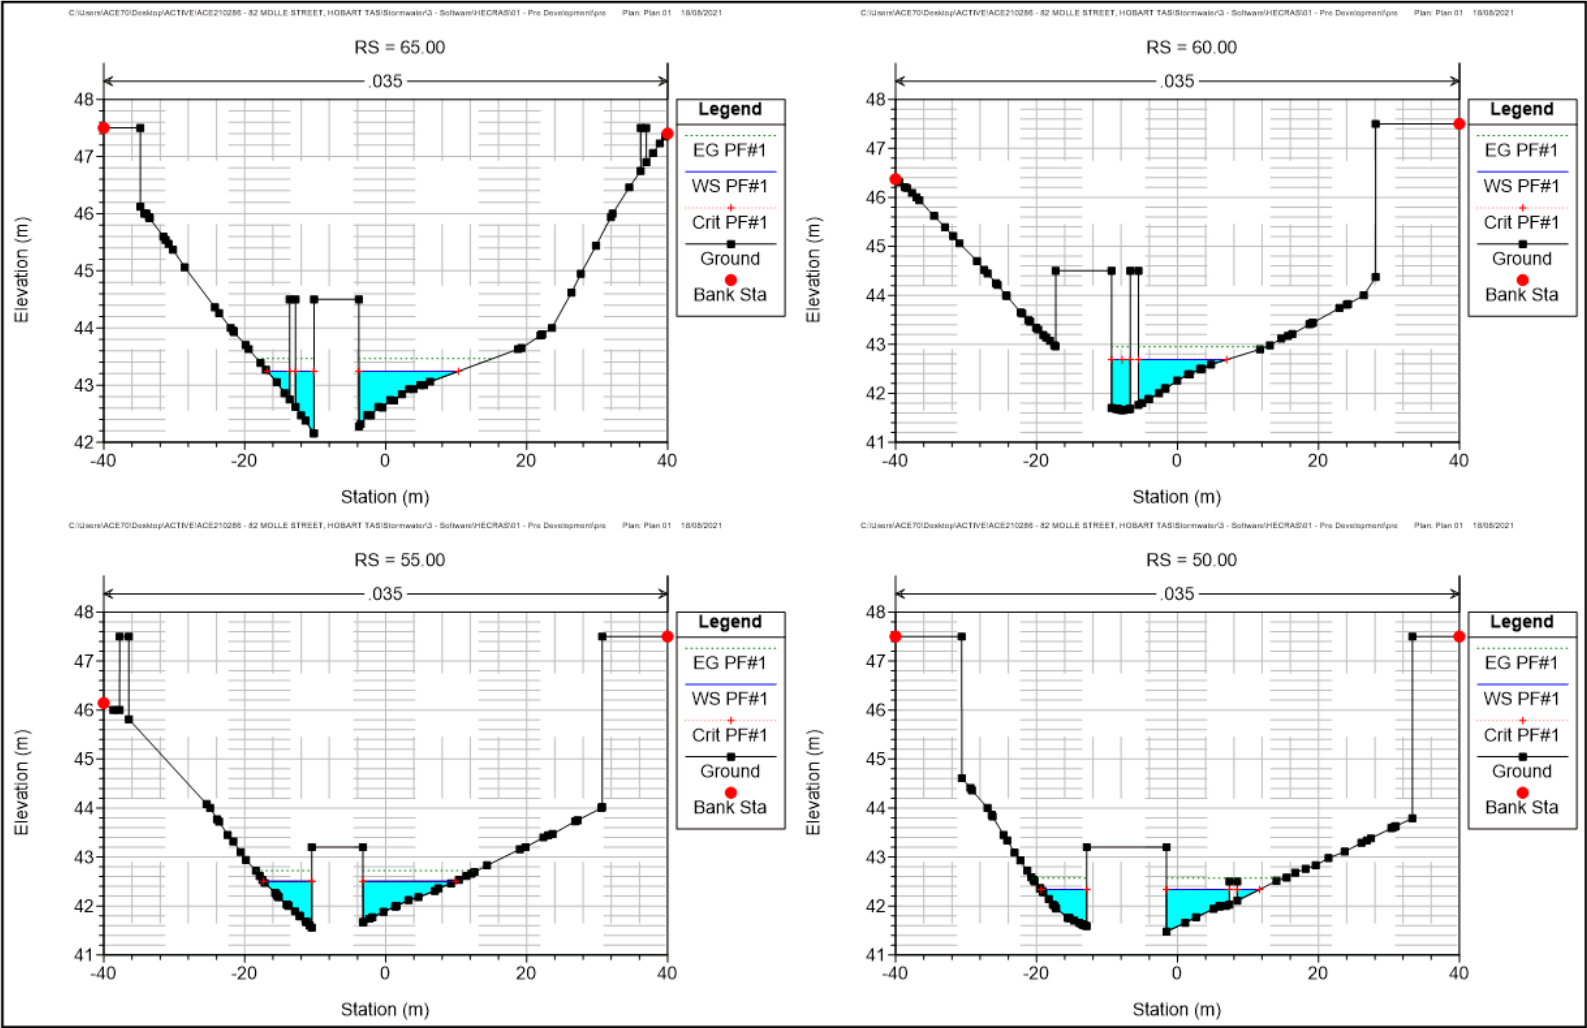 C:\Users\ACE70\Desktop\ACTIVE\ACE210286 - 82 MOLLE STREET, HOBART TAS\Stormwater\3 - Software\HECRAS\01 - Pre Development\pre Plan: Plan 01 18/08/2021
RS = 65.00
.035
48
47
46
45
44
43
42
Elevation (m)
-40
-20
0
20
40
Station (m)
Legend
EG PF#1
WS PF#1
Crit PF#1
Ground
Bank Sta
C:\Users\ACE70\Desktop\ACTIVE\ACE210286 - 82 MOLLE STREET, HOBART TAS\Stormwater\3 - Software\HECRAS\01 - Pre Development\pre Plan: Plan 01 18/08/2021
RS = 60.00
.035
48
47
46
45
44
43
42
41
Elevation (m)
-40
-20
0
20
40
Station (m)
Legend
EG PF#1
WS PF#1
Crit PF#1
Ground
Bank Sta
C:\Users\ACE70\Desktop\ACTIVE\ACE210286 - 82 MOLLE STREET, HOBART TAS\Stormwater\3 - Software\HECRAS\01 - Pre Development\pre Plan: Plan 01 18/08/2021
RS = 55.00
.035
48
47
46
45
44
43
42
41
Elevation (m)
-40
-20
0
20
40
Station (m)
Legend
EG PF#1
WS PF#1
Crit PF#1
Ground
Bank Sta
C:\Users\ACE70\Desktop\ACTIVE\ACE210286 - 82 MOLLE STREET, HOBART TAS\Stormwater\3 - Software\HECRAS\01 - Pre Development\pre Plan: Plan 01 18/08/2021
RS = 50.00
.035
48
47
46
45
44
43
42
41
Elevation (m)
-40
-20
0
20
40
Station (m)
Legend
EG PF#1
WS PF#1
Crit PF#1
Ground
Bank Sta